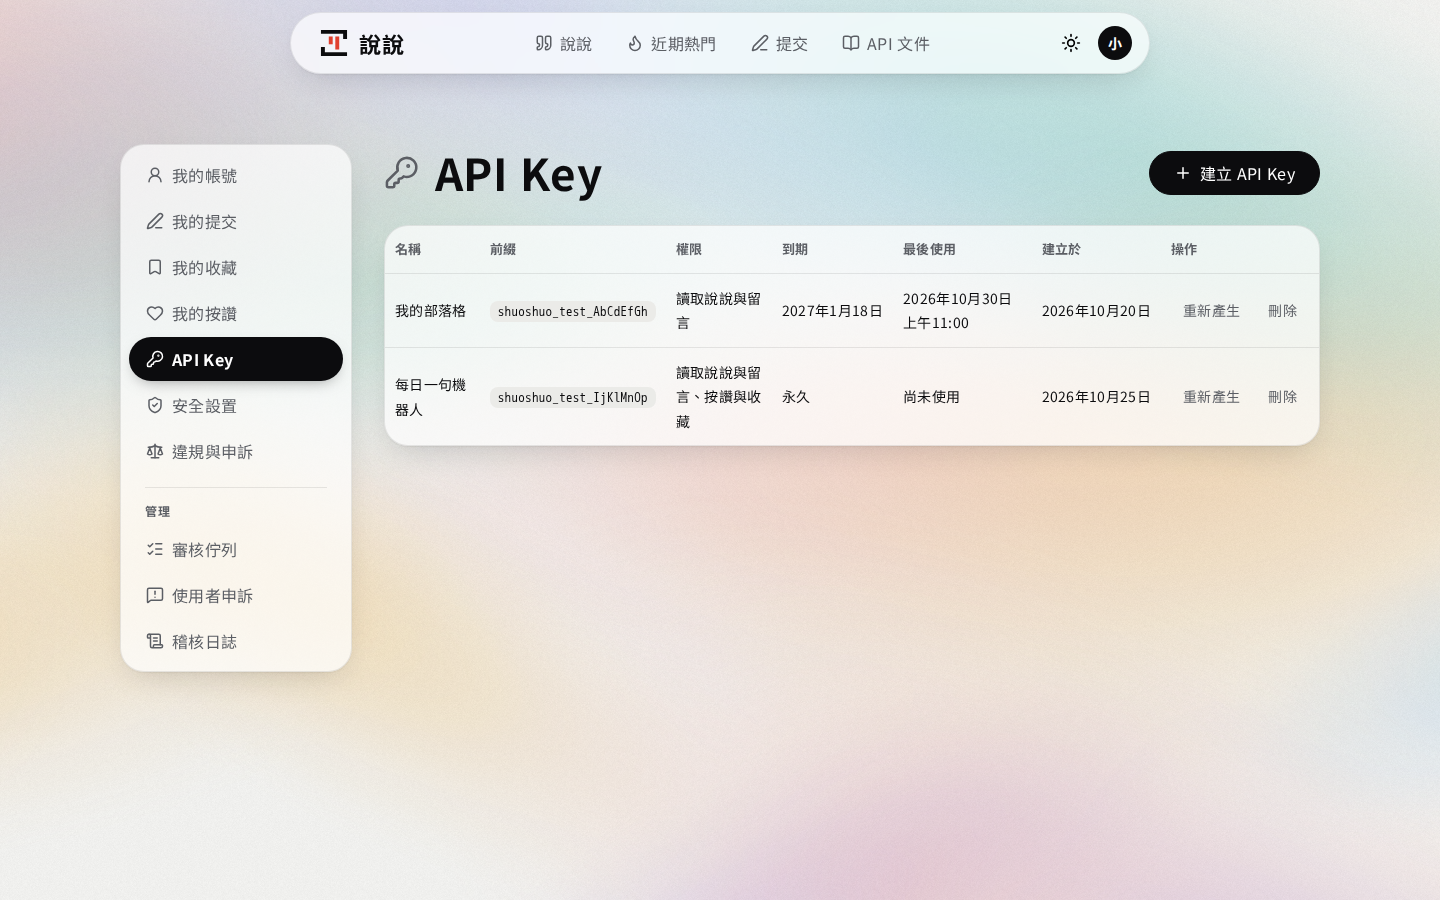 說說
說說
近期熱門
提交
API 文件
小
我的帳號
我的提交
我的收藏
我的按讚
API Key
安全設置
違規與申訴
管理
審核佇列
使用者申訴
稽核日誌
API Key
建立 API Key
名稱 前綴 權限 到期 最後使用 建立於 操作
我的部落格 shuoshuo_test_AbCdEfGh 讀取說說與留
言 2027年1月18日 2026年10月30日
上午11:00 2026年10月20日 重新產生 刪除
每日一句機
器人 shuoshuo_test_IjKlMnOp 讀取說說與留
言、按讚與收
藏 永久 尚未使用 2026年10月25日 重新產生 刪除